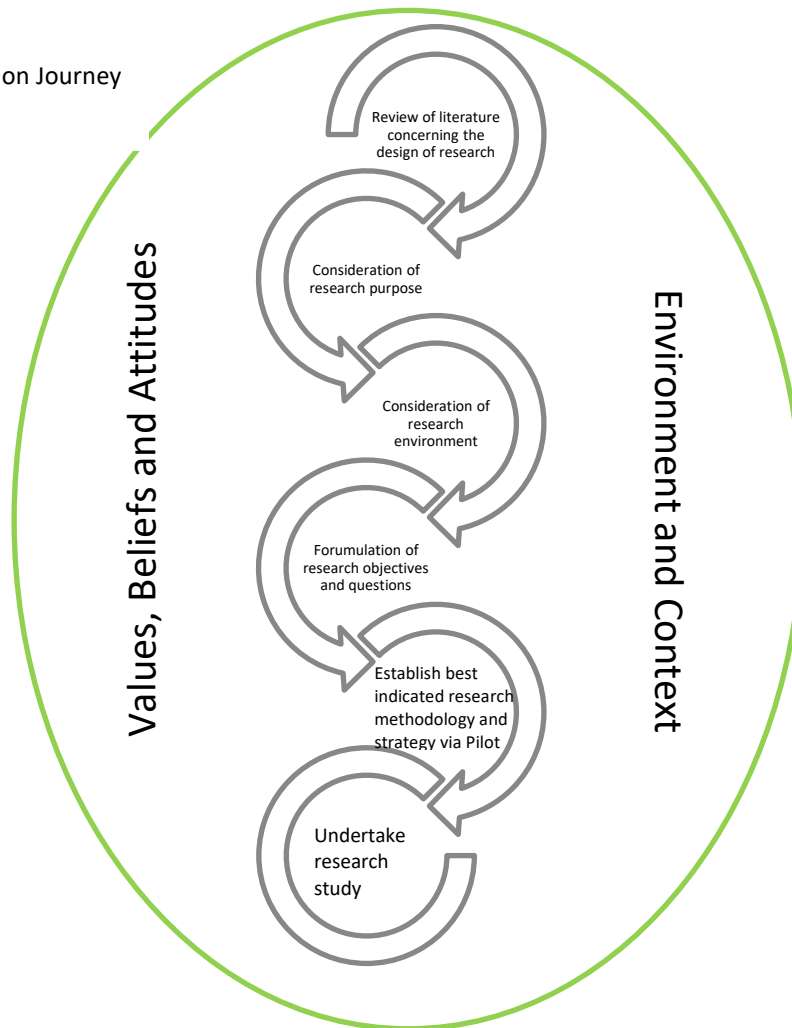 on Journey
Review of literature
concerning the
design of research
Consideration of
research purpose
Consideration of
research
environment
Forumulation of
research objectives
and questions
Establish best
indicated research
methodology and
strategy via Pilot
Undertake
research
study
Values, Beliefs and Attitudes
Environment and Context